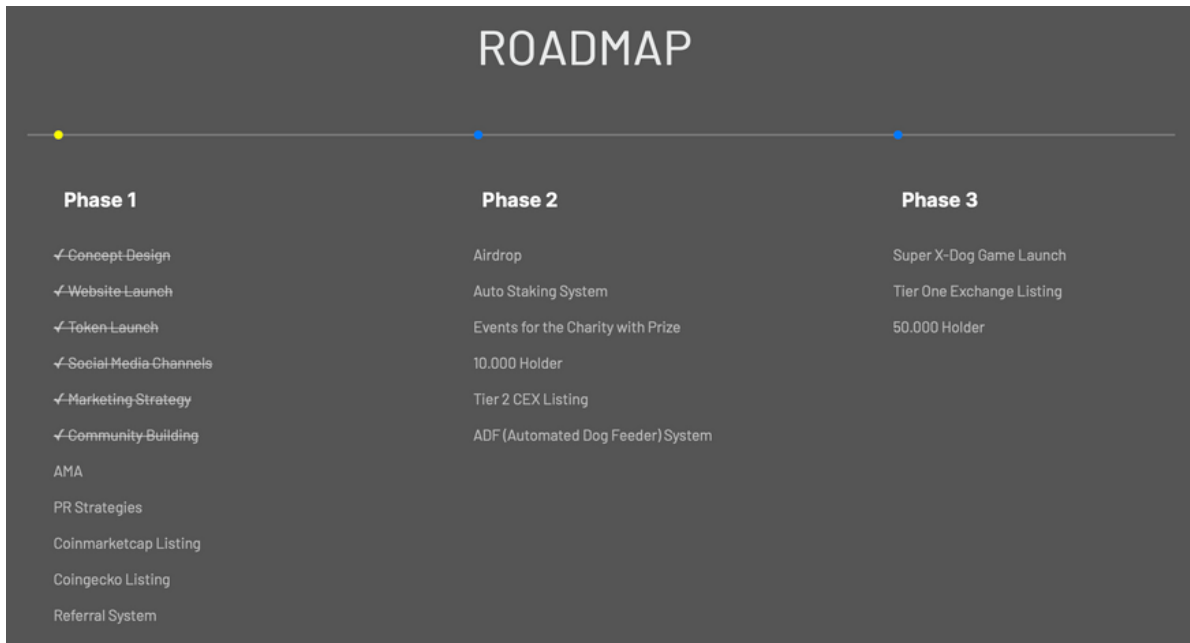 ROADMAP
Phase 1
✓ Concept Design
✓ Website Launch
✓ Token Launch
✓ Social Media Channels
✓ Marketing Strategy
✓ Community Building
AMA
PR Strategies
Coinmarketcap Listing
Coingecko Listing
Referral System
Phase 2
Airdrop
Auto Staking System
Events for the Charity with Prize
10.000 Holder
Tier 2 CEX Listing
ADF (Automated Dog Feeder) System
Phase 3
Super X-Dog Game Launch
Tier One Exchange Listing
50.000 Holder